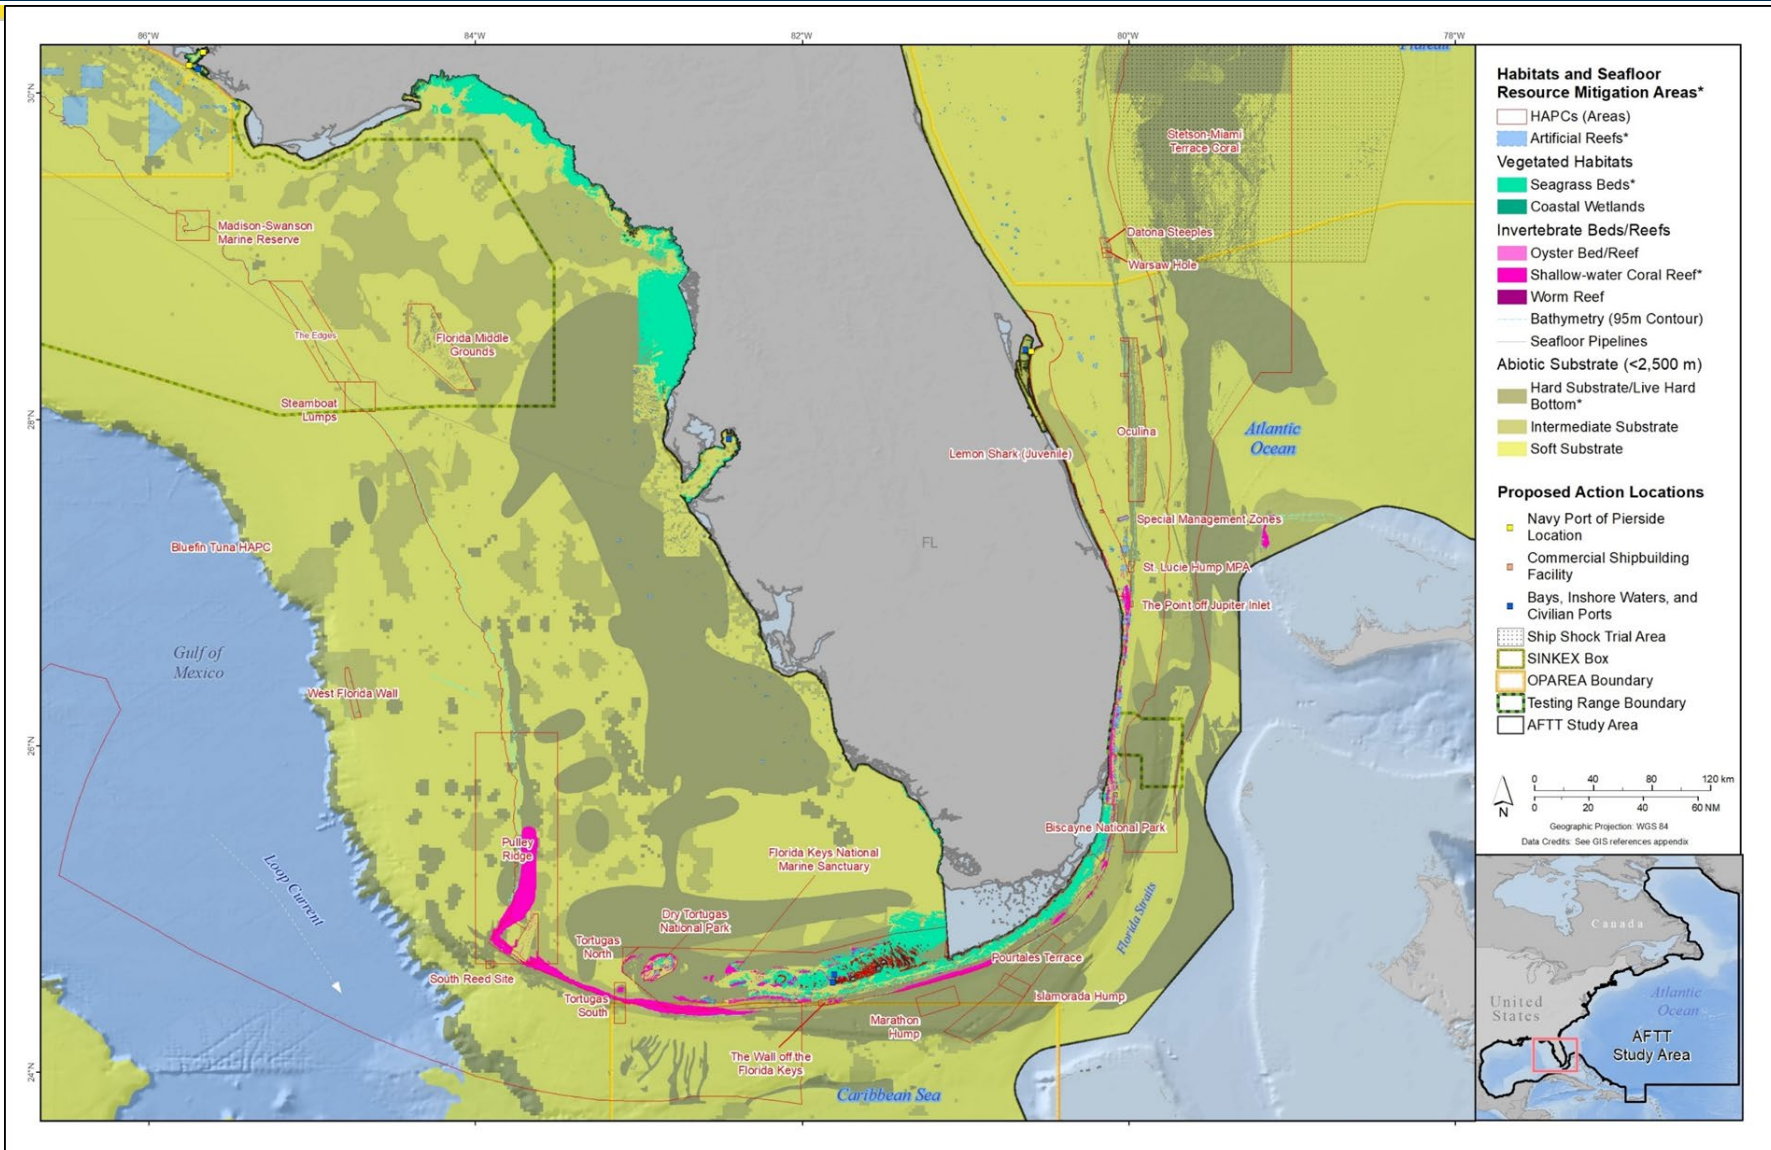 86°W
84°W
82°W
80°W
78°W
30°N
28°N
26°N
24°N
Plateau
Stetson-Miami
Terrace Coral
Madison-Swanson
Marine Reserve
Datona Steeples
Warsaw Hole
The Edges
Florida Middle
Grounds
Steamboat
Lumps
Atlantic
Ocean
Oculina
Lemon Shark (Juvenile)
Special Management Zones
Bluefin Tuna HAPC
FL
St. Lucie Hump MPA
The Point off Jupiter Inlet
Gulf of
Mexico
West Florida Wall
Pulley
Ridge
Biscayne National Park
Florida Keys National
Marine Sanctuary
Loop Current
Dry Tortugas
National Park
Florida Straits
Tortugas
North
Pourtales Terrace
South Reed Site
Tortugas
South
Islamorada Hump
Marathon
Hump
The Wall off the
Florida Keys
Caribbean Sea
Habitats and Seafloor
Resource Mitigation Areas*
HAPCs (Areas)
Artificial Reefs*
Vegetated Habitats
Seagrass Beds*
Coastal Wetlands
Invertebrate Beds/Reefs
Oyster Bed/Reef
Shallow-water Coral Reef*
Worm Reef
Bathymetry (95m Contour)
Seafloor Pipelines
Abiotic Substrate (<2,500 m)
Hard Substrate/Live Hard
Bottom*
Intermediate Substrate
Soft Substrate
Proposed Action Locations
Navy Port of Pierside
Location
Commercial Shipbuilding
Facility
Bays, Inshore Waters, and
Civilian Ports
Ship Shock Trial Area
SINKEX Box
OPAREA Boundary
Testing Range Boundary
AFTT Study Area
0 40 80 120 km
0 20 40 60 NM
N
Geographic Projection: WGS 84
Data Credits: See GIS references appendix
Canada
United
States
Atlantic
Ocean
AFTT
Study Area